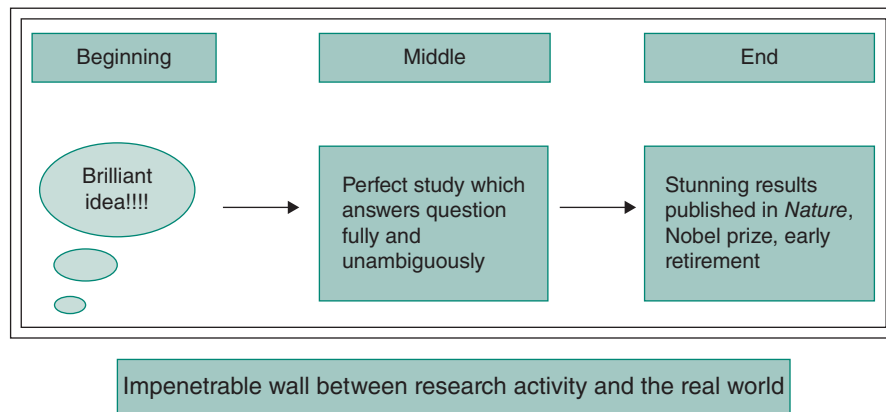 Beginning
Middle
End
Brilliant
idea!!!!
Perfect study which
answers question
fully and
unambiguously
Stunning results
published in Nature,
Nobel prize, early
retirement
Impenetrable wall between research activity and the real world